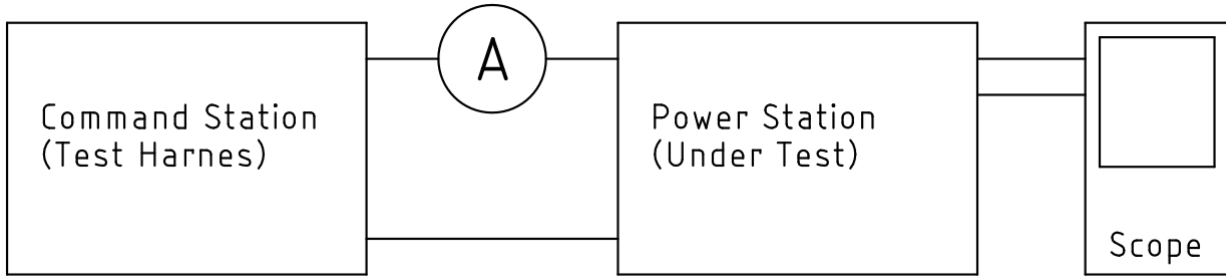 Command Station
(Test Harnes)
A
Power Station
(Under Test)
Scope